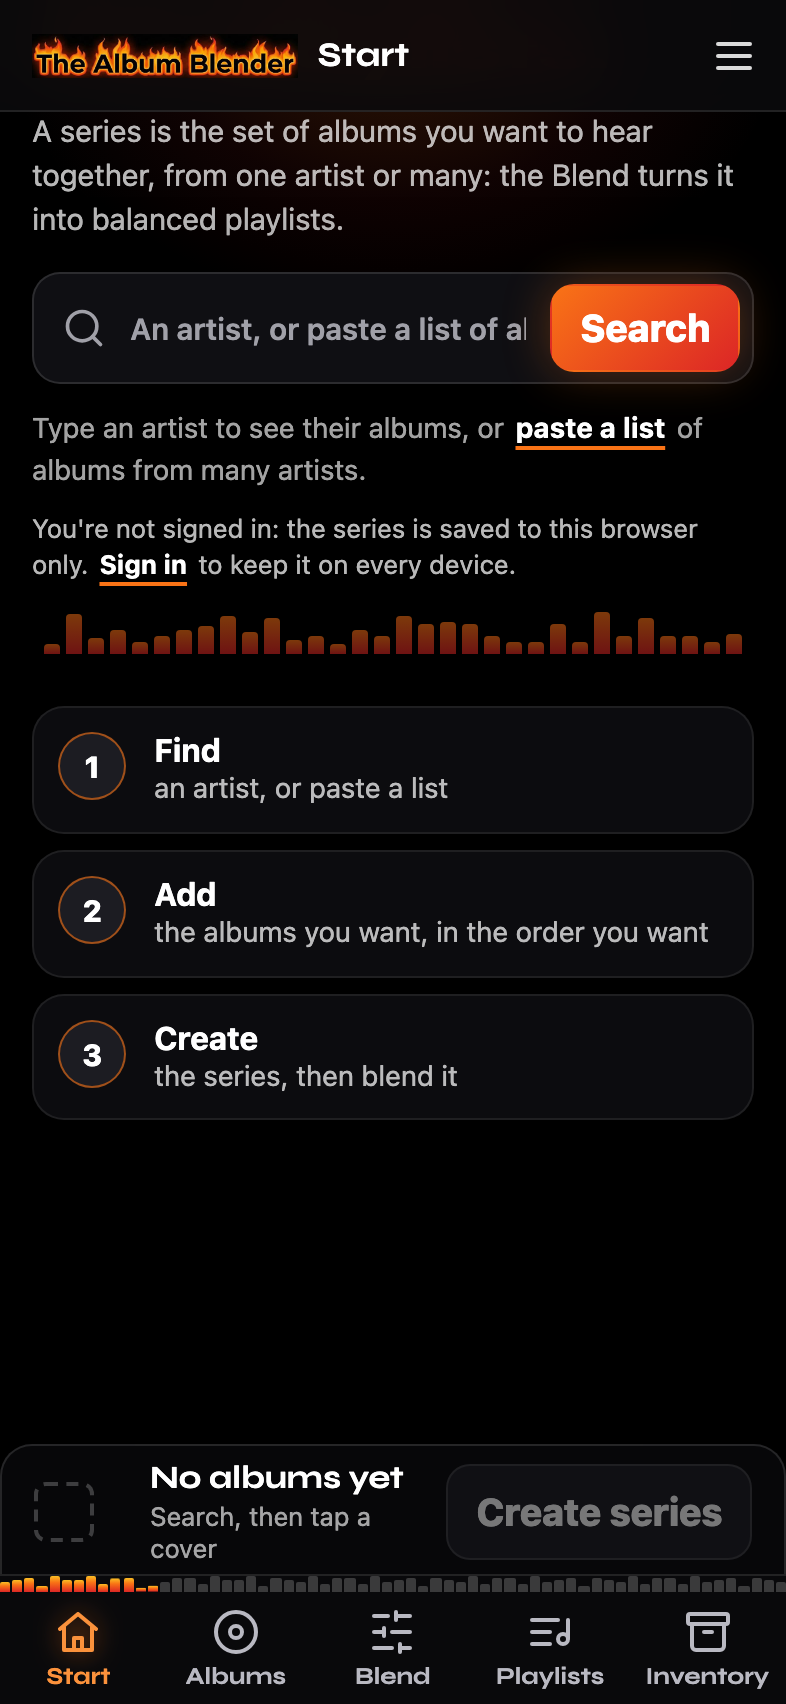 The Album Blender
Start
A series is the set of albums you want to hear
together, from one artist or many: the Blend turns it
into balanced playlists.
An artist, or paste a list of al
Search
Type an artist to see their albums, or paste a list of
albums from many artists.
You're not signed in: the series is saved to this browser
only. Sign in to keep it on every device.
1
Find
an artist, or paste a list
2
Add
the albums you want, in the order you want
3
Create
the series, then blend it
No albums yet
Search, then tap a
cover
Create series
Start
Albums
Blend
Playlists
Inventory